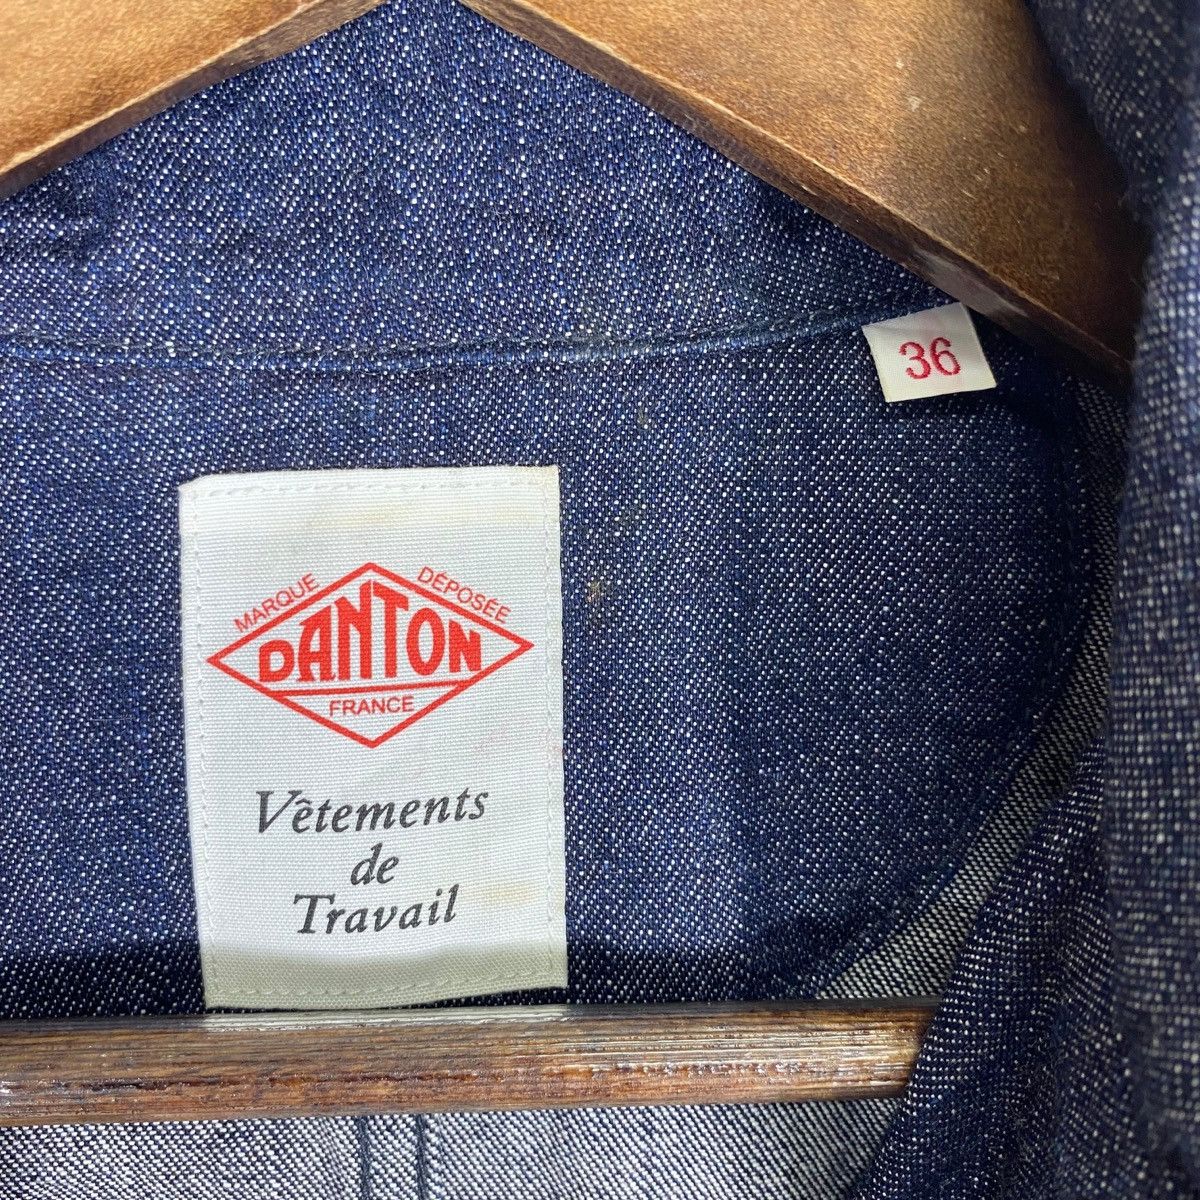 36
MARQUE DÉPOSÉE
DANTON
FRANCE
Vêtements
de
Travail